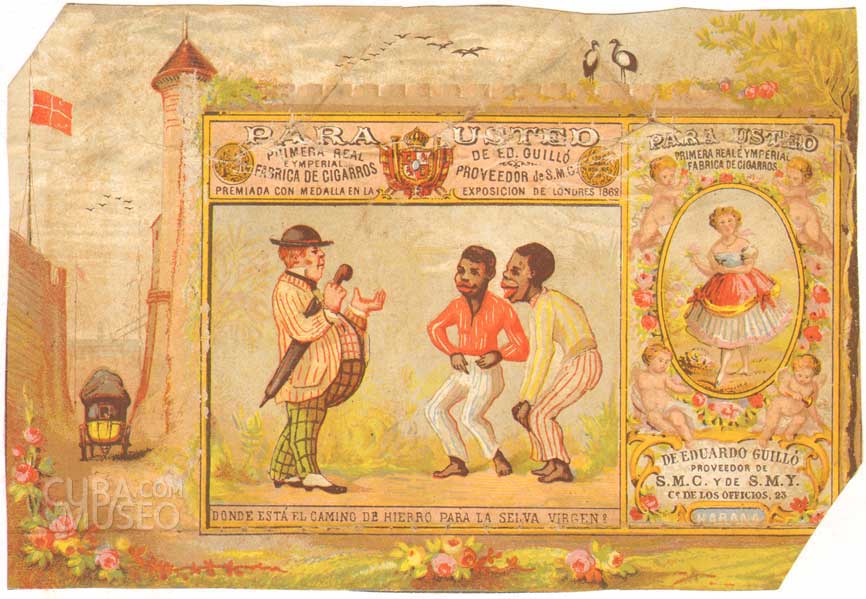 PARA USTED
PRIMERA REAL
E YMPERIAL
FABRICA DE CIGARROS
DE ED. GUILLÓ
PROVEEDOR de S.M.C.
PREMIADA CON MEDALLA EN LA EXPOSICION DE LONDRES 1862
DONDE ESTÁ EL CAMINO DE HIERRO PARA LA SELVA VIRGEN?
PARA USTED
PRIMERA REAL E YMPERIAL
FABRICA DE CIGARROS
DE EDUARDO GUILLÓ
PROVEEDOR DE
S.M.C. Y DE S.M.Y.
Cᵉ DE LOS OFFICIOS, 23
HABANA
CUBA.COM
MUSEO